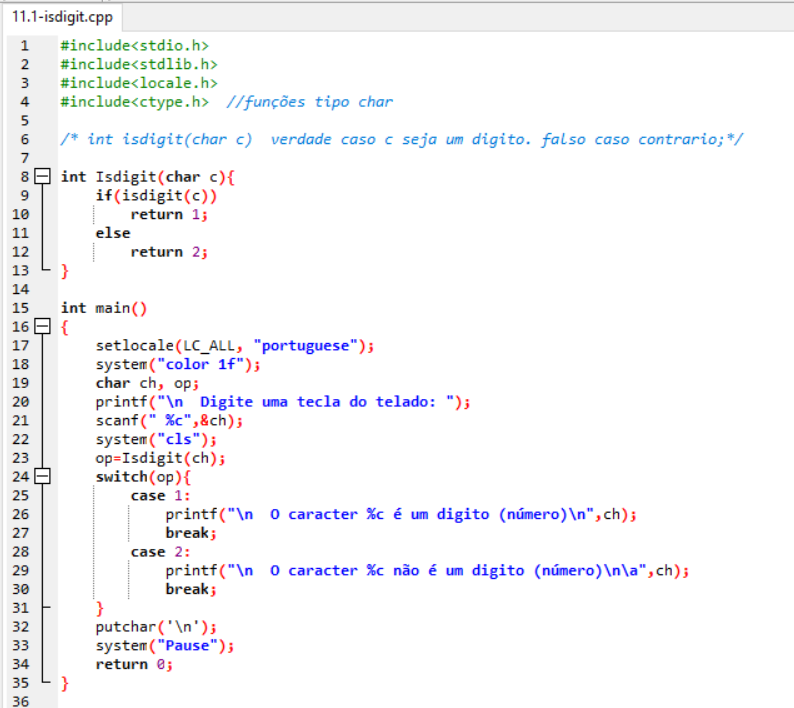 11.1-isdigit.cpp
1 #include<stdio.h>
2 #include<stdlib.h>
3 #include<locale.h>
4 #include<ctype.h>  //funções tipo char
5
6 /* int isdigit(char c)  verdade caso c seja um digito. falso caso contrario;*/
7
8 int Isdigit(char c){
9     if(isdigit(c))
10         return 1;
11     else
12         return 2;
13 }
14
15 int main()
16 {
17     setlocale(LC_ALL, "portuguese");
18     system("color 1f");
19     char ch, op;
20     printf("\n  Digite uma tecla do telado: ");
21     scanf(" %c",&ch);
22     system("cls");
23     op=Isdigit(ch);
24     switch(op){
25         case 1:
26             printf("\n  O caracter %c é um digito (número)\n",ch);
27             break;
28         case 2:
29             printf("\n  O caracter %c não é um digito (número)\n\a",ch);
30             break;
31     }
32     putchar('\n');
33     system("Pause");
34     return 0;
35 }
36